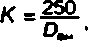 K = 250 / D